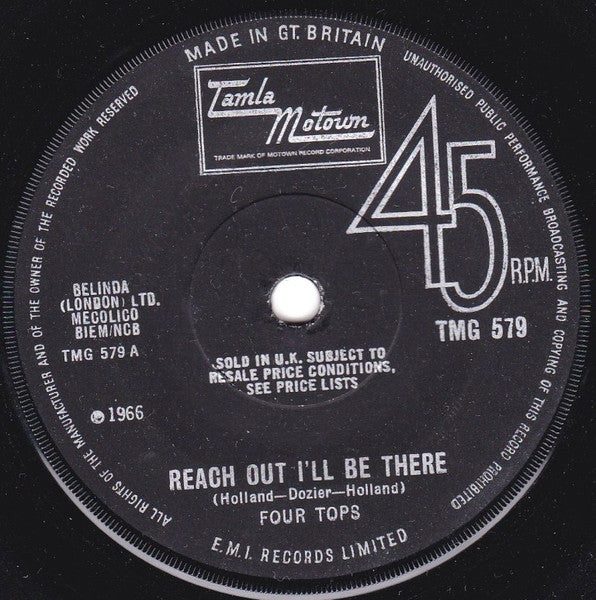 MADE IN GT. BRITAIN
UNAUTHORISED PUBLIC PERFORMANCE BROADCASTING AND COPYING OF THIS RECORD PROHIBITED
ALL RIGHTS OF THE MANUFACTURER AND OF THE OWNER OF THE RECORDED WORK RESERVED
Tamla
Motown
TRADE MARK OF MOTOWN RECORD CORPORATION
45
R.P.M.
TMG 579
BELINDA
(LONDON) LTD.
MECOLICO
BIEM/NCB
TMG 579 A
SOLD IN U.K. SUBJECT TO
RESALE PRICE CONDITIONS,
SEE PRICE LISTS
℗ 1966
REACH OUT I'LL BE THERE
(Holland—Dozier—Holland)
FOUR TOPS
E.M.I. RECORDS LIMITED